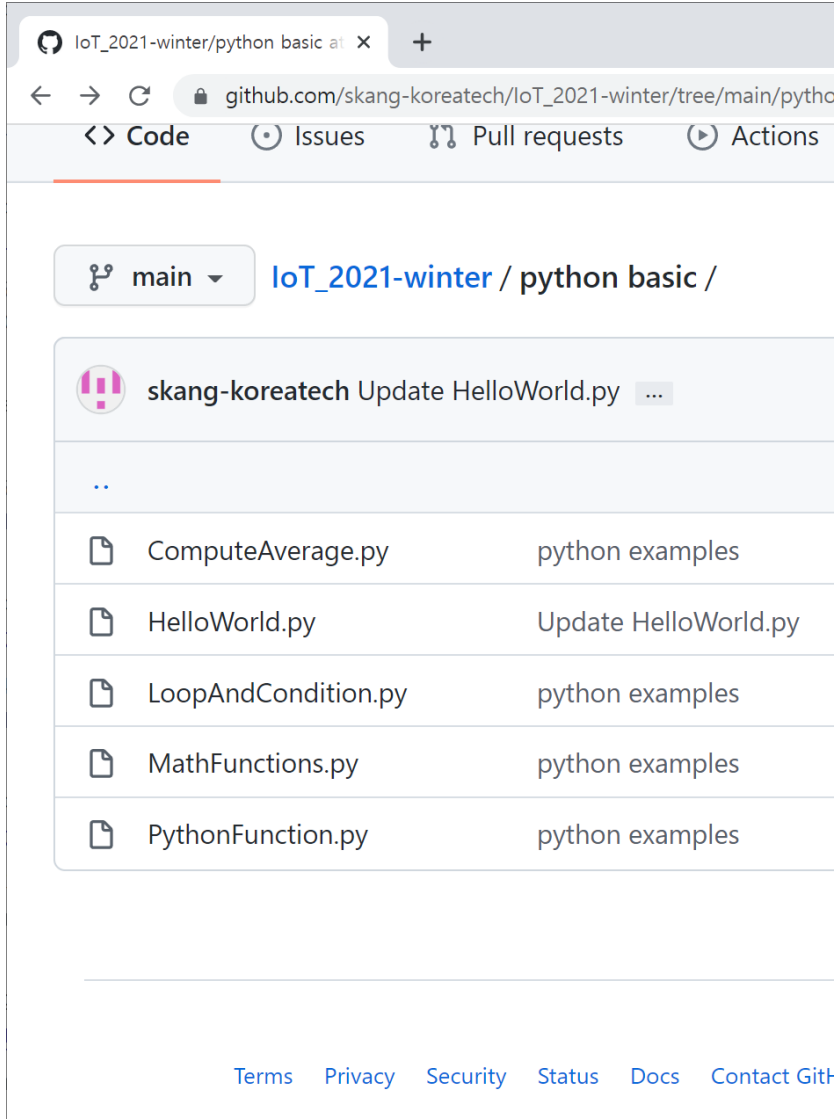 IoT_2021-winter/python basic at
github.com/skang-koreatech/IoT_2021-winter/tree/main/pytho
Code Issues Pull requests Actions
main IoT_2021-winter / python basic /
skang-koreatech Update HelloWorld.py ...
..
ComputeAverage.py python examples
HelloWorld.py Update HelloWorld.py
LoopAndCondition.py python examples
MathFunctions.py python examples
PythonFunction.py python examples
Terms Privacy Security Status Docs Contact GitH